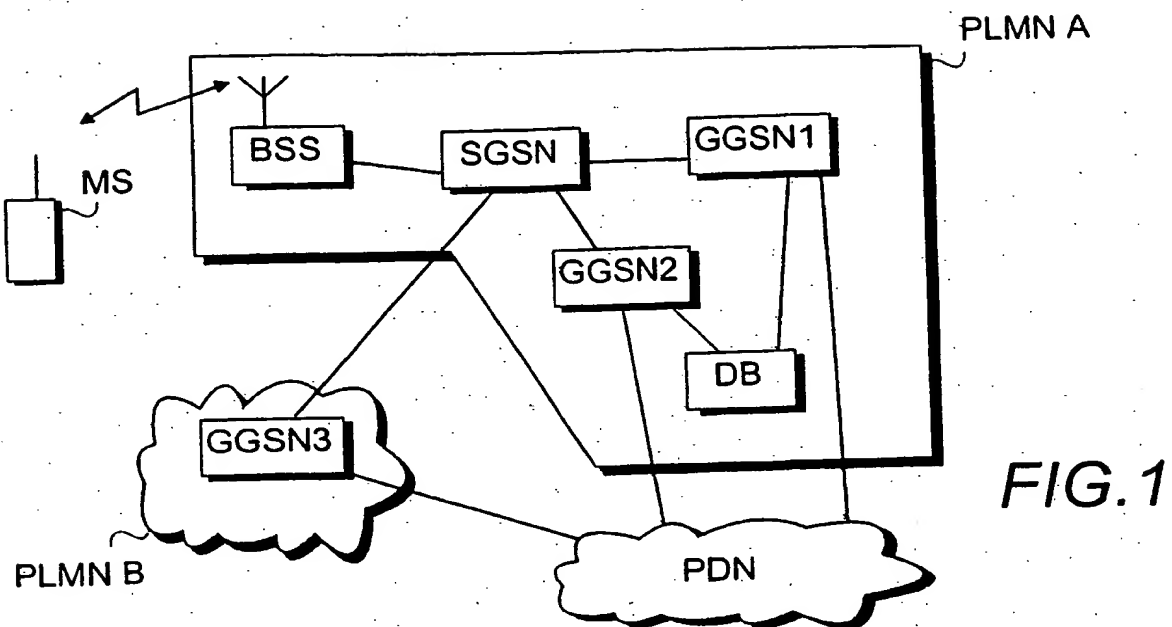 PLMN A
BSS
SGSN
GGSN1
MS
GGSN2
DB
GGSN3
FIG.1
PLMN B
PDN